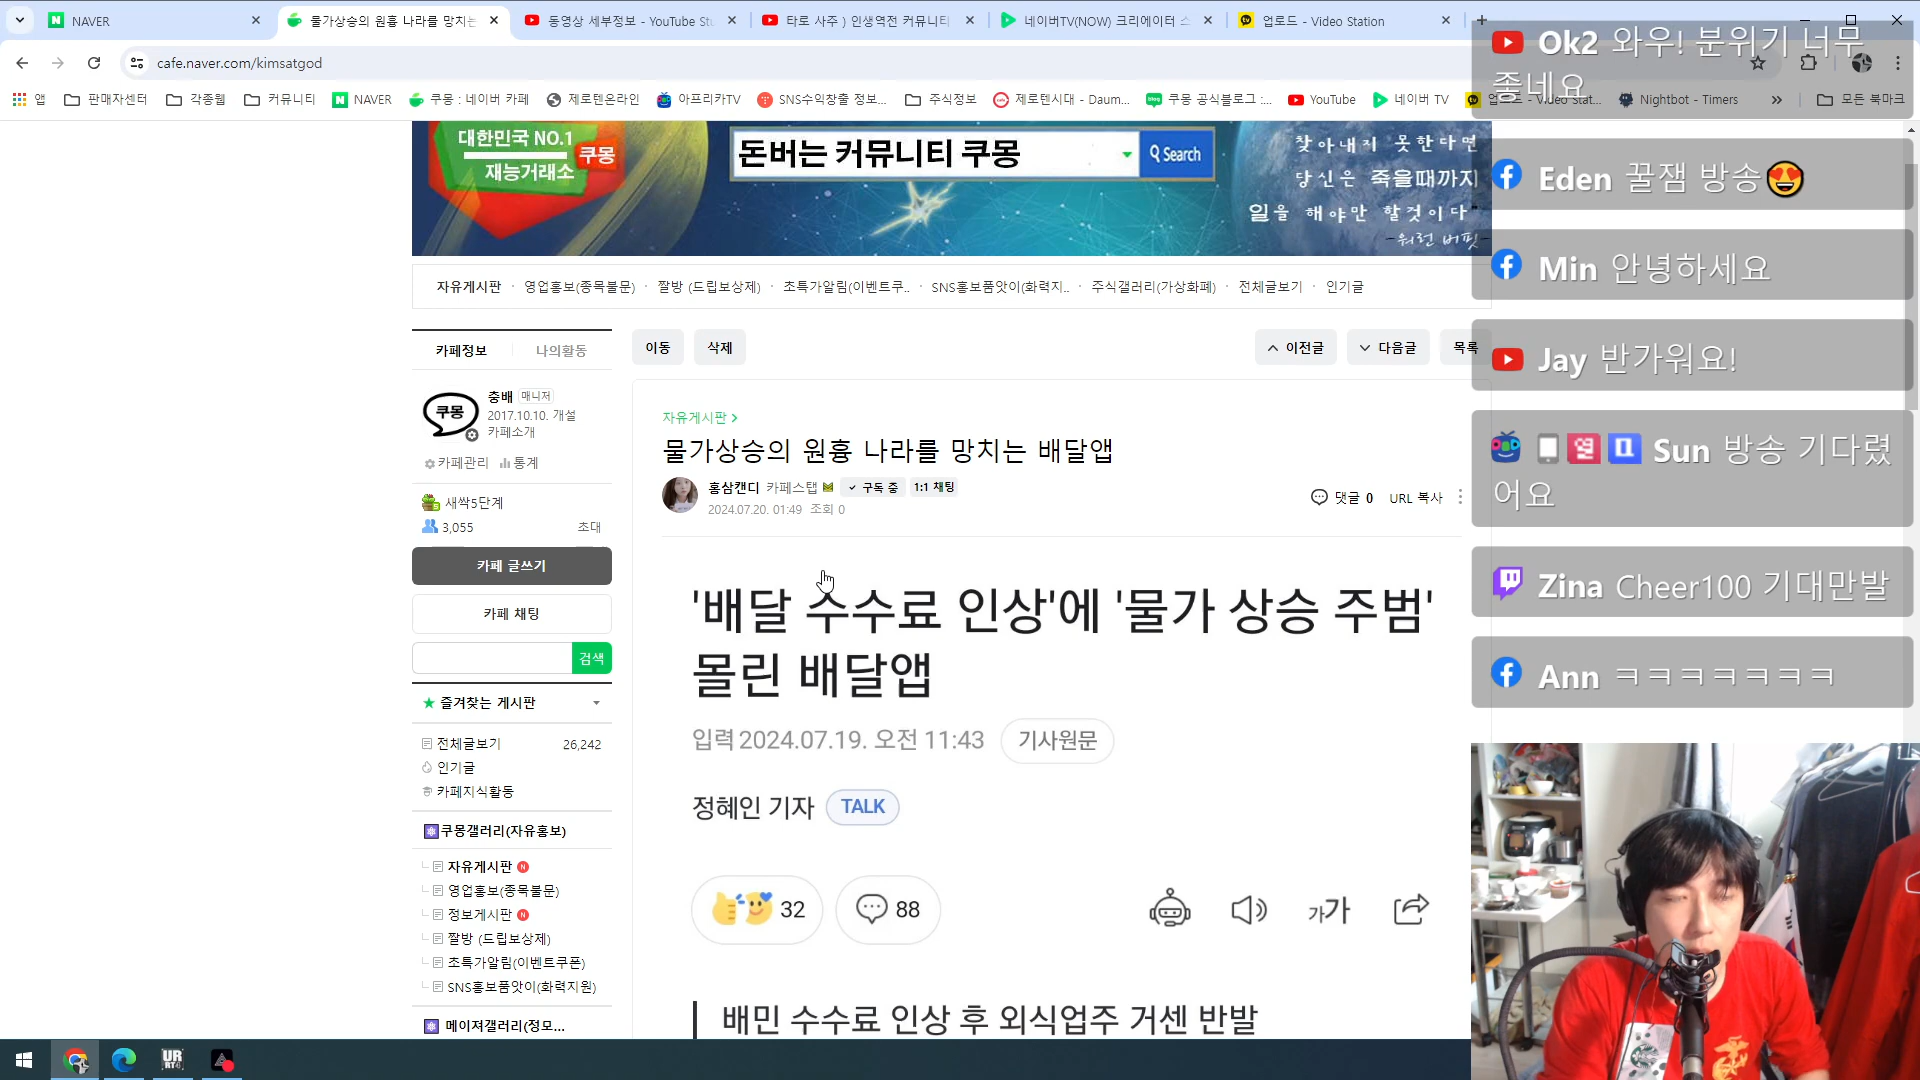 NAVER
물가상승의 원흉 나라를 망치는
동영상 세부정보 - YouTube Stu
타로 사주 ) 인생역전 커뮤니티
네이버TV(NOW) 크리에이터 스
업로드 - Video Station
cafe.naver.com/kimsatgod
앱
판매자센터
각종웹
커뮤니티
NAVER
쿠몽 : 네이버 카페
제로텐온라인
아프리카TV
SNS수익창출 정보...
주식정보
제로텐시대 - Daum...
쿠몽 공식블로그 :...
YouTube
네이버 TV
업로드 - Video Stat...
Nightbot - Timers
모든 북마크
대한민국 NO.1
쿠몽
재능거래소
돈버는 커뮤니티 쿠몽
Search
찾아내지 못한다면
당신은 죽을때까지
일을 해야만 할것이다"
-워런 버핏-
자유게시판 · 영업홍보(종목불문) · 짤방 (드립보상제) · 초특가알림(이벤트쿠.. · SNS홍보품앗이(화력지.. · 주식갤러리(가상화폐) · 전체글보기 · 인기글
카페정보
나의활동
쿠몽
충배 매니저
2017.10.10. 개설
카페소개
카페관리 통계
새싹5단계
3,055
초대
카페 글쓰기
카페 채팅
검색
즐겨찾는 게시판
전체글보기
26,242
인기글
카페지식활동
쿠몽갤러리(자유홍보)
자유게시판 N
영업홍보(종목불문)
정보게시판 N
짤방 (드립보상제)
초특가알림(이벤트쿠폰)
SNS홍보품앗이(화력지원)
메이져갤러리(정모...
이동
삭제
이전글
다음글
목록
자유게시판 >
물가상승의 원흉 나라를 망치는 배달앱
홍삼캔디 카페스탭 구독 중 1:1 채팅
2024.07.20. 01:49 조회 0
댓글 0
URL 복사
'배달 수수료 인상'에 '물가 상승 주범'
몰린 배달앱
입력 2024.07.19. 오전 11:43 기사원문
정혜인 기자 TALK
32
88
가가
배민 수수료 인상 후 외식업주 거센 반발
Ok2 와우! 분위기 너무
좋네요
Eden 꿀잼 방송
Min 안녕하세요
Jay 반가워요!
열 Sun 방송 기다렸
어요
Zina Cheer100 기대만발
Ann ㅋㅋㅋㅋㅋㅋㅋ
UR
RT